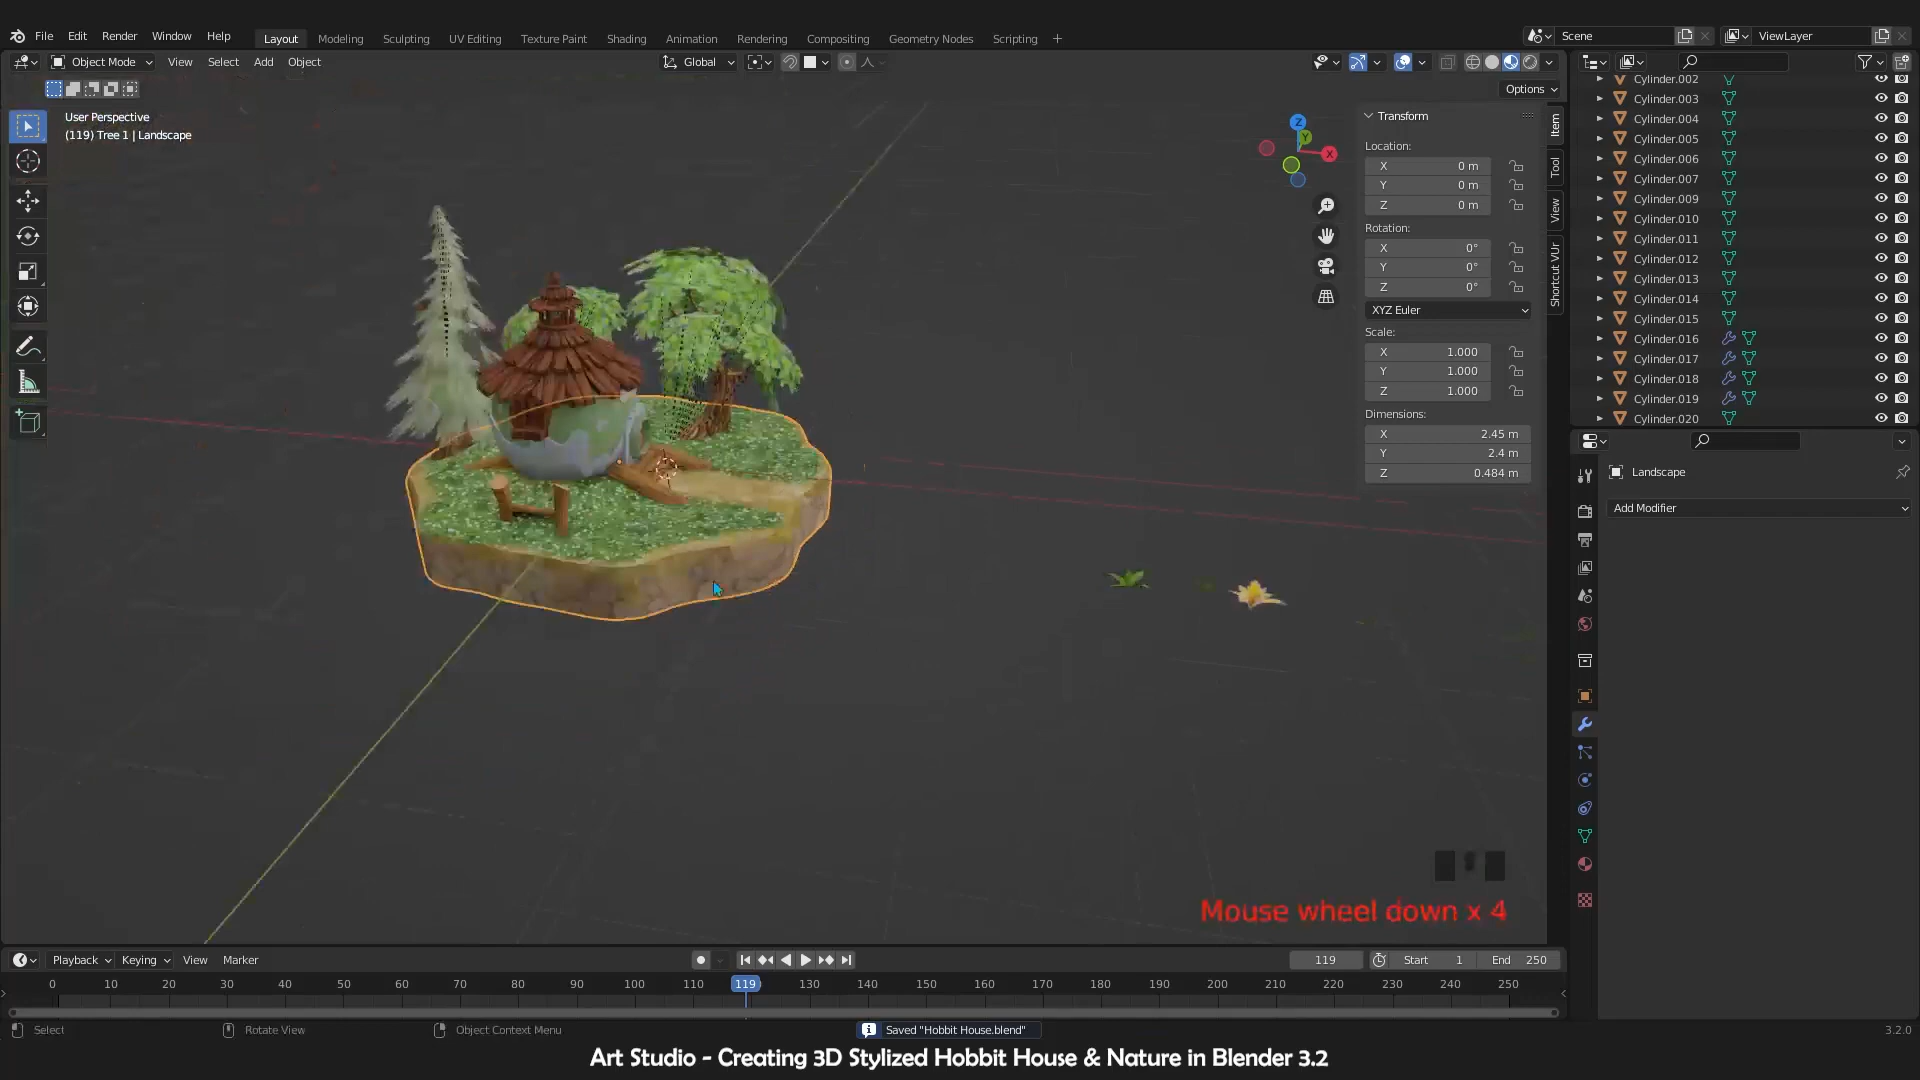 File Edit Render Window Help Layout Modeling Sculpting UV Editing Texture Paint Shading Animation Rendering Compositing Geometry Nodes Scripting + Scene ViewLayer
Object Mode View Select Add Object Global
Options
User Perspective
(119) Tree 1 | Landscape
Z
Y
X
Transform
Location:
X 0 m
Y 0 m
Z 0 m
Rotation:
X 0°
Y 0°
Z 0°
XYZ Euler
Scale:
X 1.000
Y 1.000
Z 1.000
Dimensions:
X 2.45 m
Y 2.4 m
Z 0.484 m
Item
Tool
View
Shortcut VUr
Cylinder.002
Cylinder.003
Cylinder.004
Cylinder.005
Cylinder.006
Cylinder.007
Cylinder.009
Cylinder.010
Cylinder.011
Cylinder.012
Cylinder.013
Cylinder.014
Cylinder.015
Cylinder.016
Cylinder.017
Cylinder.018
Cylinder.019
Cylinder.020
Landscape
Add Modifier
Mouse wheel down x 4
Playback Keying View Marker 119 Start 1 End 250
0 10 20 30 40 50 60 70 80 90 100 110 119 130 140 150 160 170 180 190 200 210 220 230 240 250
Select Rotate View Object Context Menu Saved "Hobbit House.blend" 3.2.0
Art Studio - Creating 3D Stylized Hobbit House & Nature in Blender 3.2